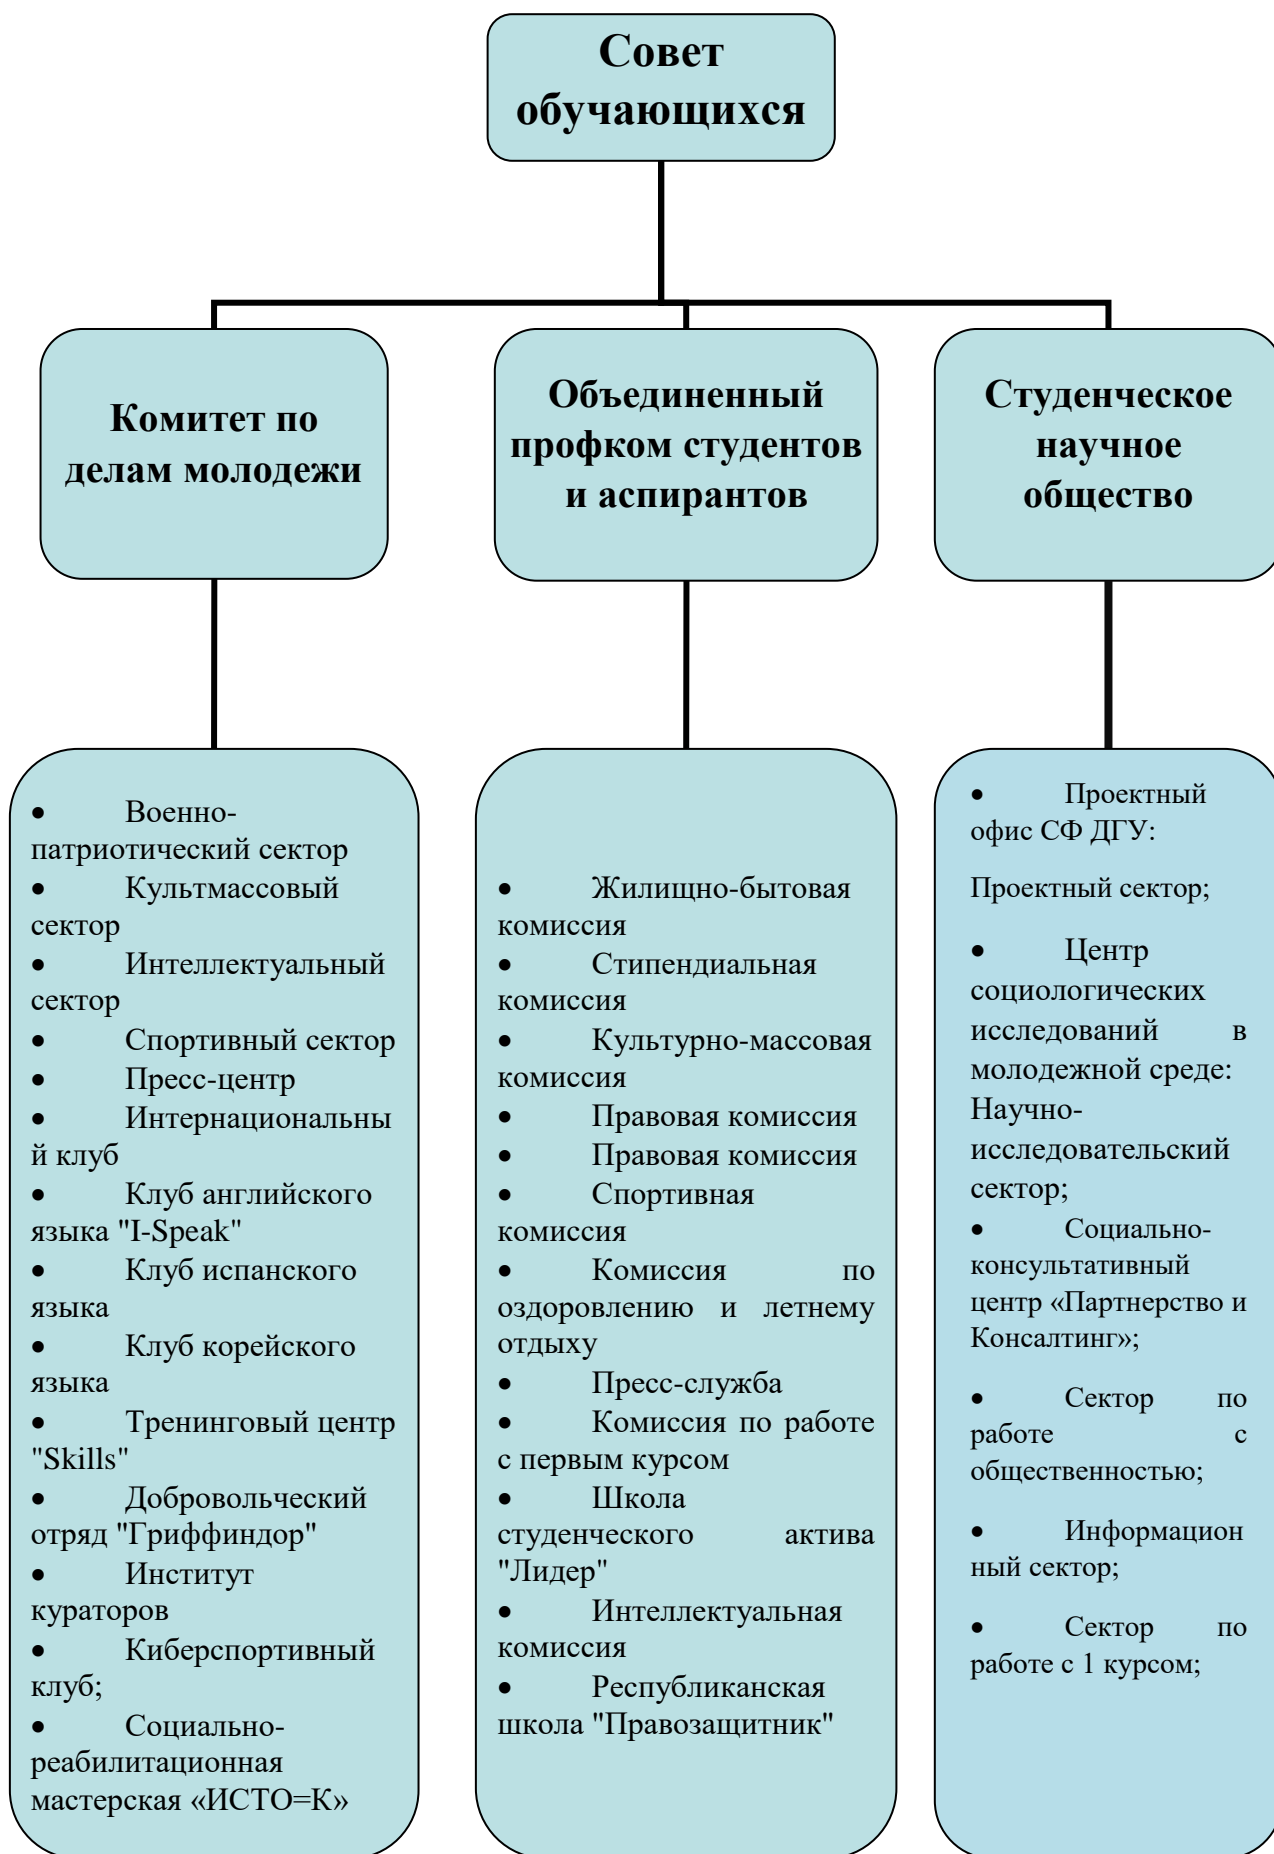 Совет
обучающихся
Комитет по
делам молодежи
Объединенный
профком студентов
и аспирантов
Студенческое
научное
общество
• Военно-
патриотический сектор
• Культмассовый
сектор
• Интеллектуальный
сектор
• Спортивный сектор
• Пресс-центр
• Интернациональны
й клуб
• Клуб английского
языка "I-Speak"
• Клуб испанского
языка
• Клуб корейского
языка
• Тренинговый центр
"Skills"
• Добровольческий
отряд "Гриффиндор"
• Институт
кураторов
• Киберспортивный
клуб;
• Социально-
реабилитационная
мастерская «ИСТО=К»
• Жилищно-бытовая
комиссия
• Стипендиальная
комиссия
• Культурно-массовая
комиссия
• Правовая комиссия
• Правовая комиссия
• Спортивная
комиссия
• Комиссия по
оздоровлению и летнему
отдыху
• Пресс-служба
• Комиссия по работе
с первым курсом
• Школа
студенческого актива
"Лидер"
• Интеллектуальная
комиссия
• Республиканская
школа "Правозащитник"
• Проектный
офис СФ ДГУ:
Проектный сектор;
• Центр
социологических
исследований в
молодежной среде:
Научно-
исследовательский
сектор;
• Социально-
консультативный
центр «Партнерство и
Консалтинг»;
• Сектор по
работе с
общественностью;
• Информацион
ный сектор;
• Сектор по
работе с 1 курсом;